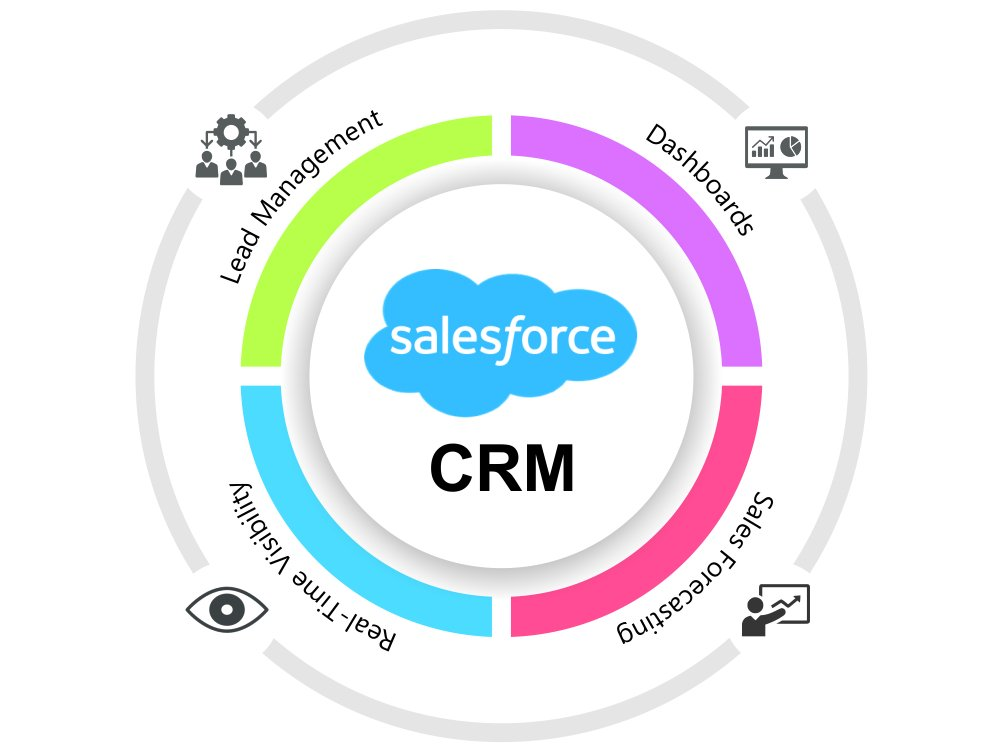 Lead Management
Dashboards
salesforce
CRM
Real-Time Visibility
Sales Forecasting